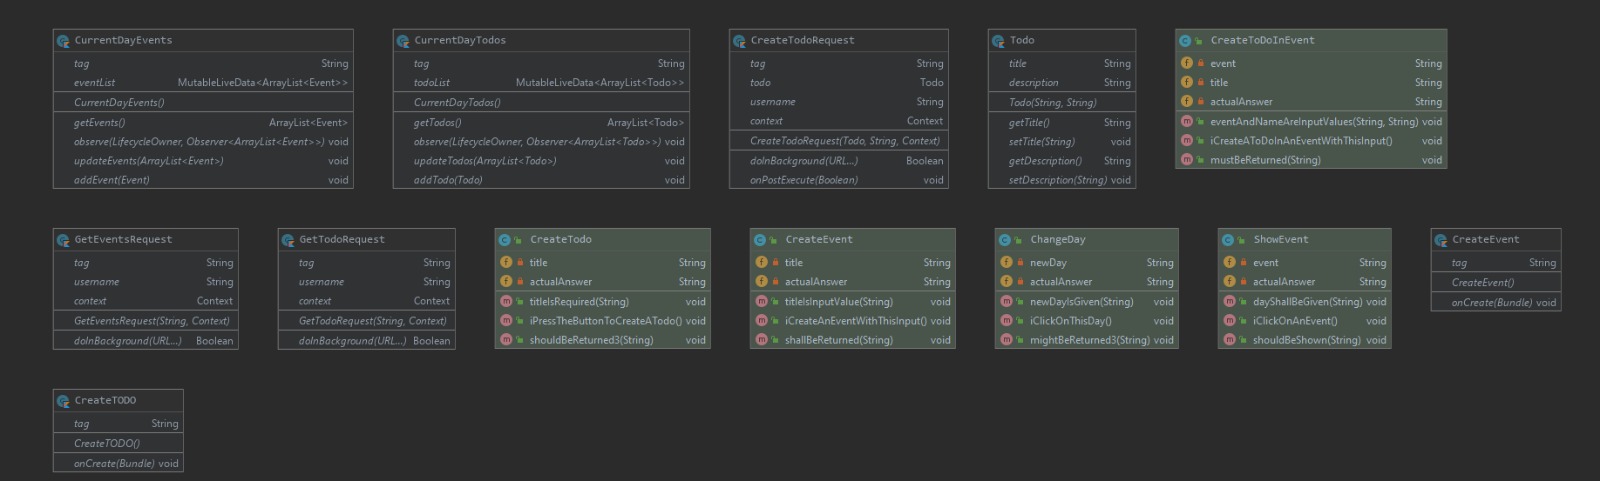 CurrentDayEvents
tag String
eventList MutableLiveData<ArrayList<Event>>
CurrentDayEvents()
getEvents() ArrayList<Event>
observe(LifecycleOwner, Observer<ArrayList<Event>>) void
updateEvents(ArrayList<Event>) void
addEvent(Event) void
CurrentDayTodos
tag String
todoList MutableLiveData<ArrayList<Todo>>
CurrentDayTodos()
getTodos() ArrayList<Todo>
observe(LifecycleOwner, Observer<ArrayList<Todo>>) void
updateTodos(ArrayList<Todo>) void
addTodo(Todo) void
CreateTodoRequest
tag String
todo Todo
username String
context Context
CreateTodoRequest(Todo, String, Context)
doInBackground(URL...) Boolean
onPostExecute(Boolean) void
Todo
title String
description String
Todo(String, String)
getTitle() String
setTitle(String) void
getDescription() String
setDescription(String) void
C CreateToDoInEvent
f event String
f title String
f actualAnswer String
m eventAndNameAreInputValues(String, String) void
m iCreateAToDoInAnEventWithThisInput() void
m mustBeReturned(String) void
GetEventsRequest
tag String
username String
context Context
GetEventsRequest(String, Context)
doInBackground(URL...) Boolean
GetTodoRequest
tag String
username String
context Context
GetTodoRequest(String, Context)
doInBackground(URL...) Boolean
C CreateTodo
f title String
f actualAnswer String
m titleIsRequired(String) void
m iPressTheButtonToCreateATodo() void
m shouldBeReturned3(String) void
C CreateEvent
f title String
f actualAnswer String
m titleIsInputValue(String) void
m iCreateAnEventWithThisInput() void
m shallBeReturned(String) void
C ChangeDay
f newDay String
f actualAnswer String
m newDayIsGiven(String) void
m iClickOnThisDay() void
m mightBeReturned3(String) void
C ShowEvent
f event String
f actualAnswer String
m dayShallBeGiven(String) void
m iClickOnAnEvent() void
m shouldBeShown(String) void
CreateEvent
tag String
CreateEvent()
onCreate(Bundle) void
CreateTODO
tag String
CreateTODO()
onCreate(Bundle) void